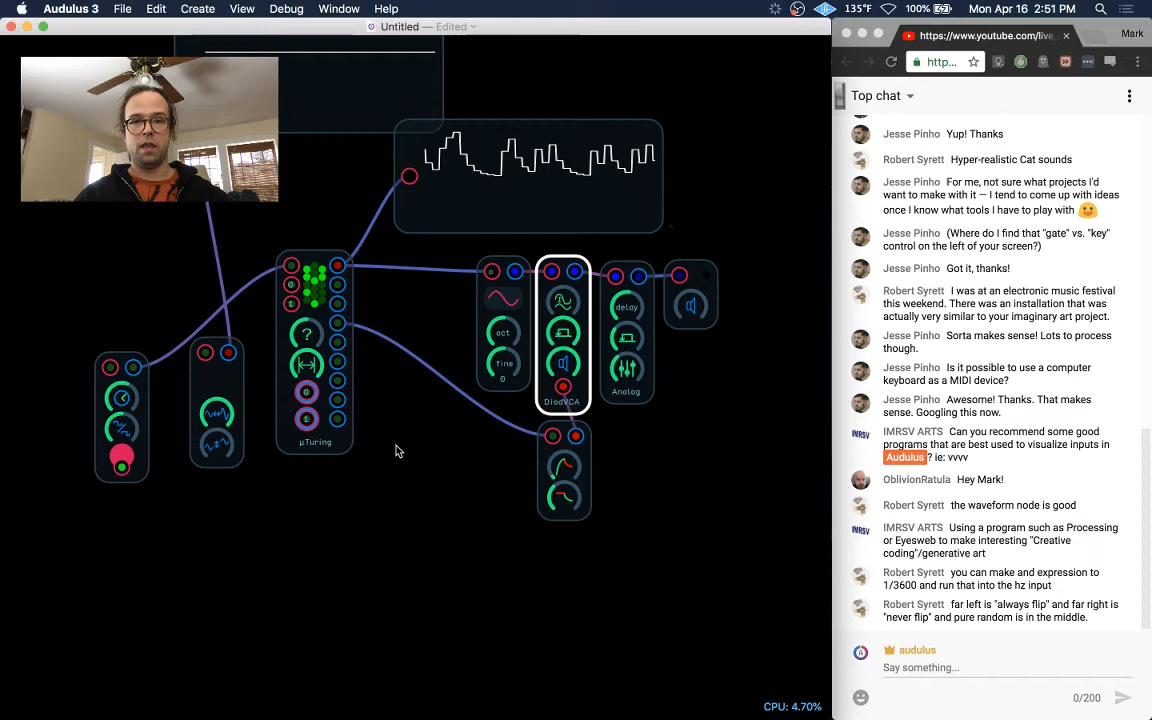 Audulus 3 File Edit Create View Debug Window Help 135°F 100% Mon Apr 16 2:51 PM
Untitled — Edited
https://www.youtube.com/live_ Mark
http...
Top chat
Jesse Pinho Yup! Thanks
Robert Syrett Hyper-realistic Cat sounds
Jesse Pinho For me, not sure what projects I'd
want to make with it — I tend to come up with ideas
once I know what tools I have to play with
Jesse Pinho (Where do I find that "gate" vs. "key"
control on the left of your screen?)
Jesse Pinho Got it, thanks!
Robert Syrett I was at an electronic music festival
this weekend. There was an installation that was
actually very similar to your imaginary art project.
Jesse Pinho Sorta makes sense! Lots to process
though.
Jesse Pinho Is it possible to use a computer
keyboard as a MIDI device?
Jesse Pinho Awesome! Thanks. That makes
sense. Googling this now.
IMRSV IMRSV ARTS Can you recommend some good
programs that are best used to visualize inputs in
Audulus ? ie: vvvv
OblivionRatula Hey Mark!
Robert Syrett the waveform node is good
IMRSV IMRSV ARTS Using a program such as Processing
or Eyesweb to make interesting "Creative
coding"/generative art
Robert Syrett you can make and expression to
1/3600 and run that into the hz input
Robert Syrett far left is "always flip" and far right is
"never flip" and pure random is in the middle.
audulus
Say something...
0/200
0
1
?
0
1
µTuring
o
oct
fine
0
DiodVCA
delay
Analog
CPU: 4.70%